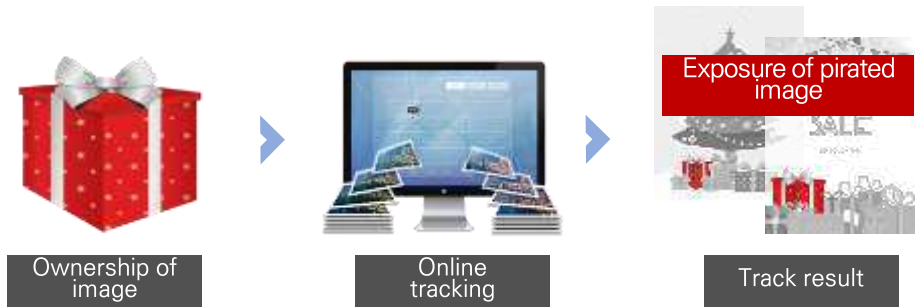 Exposure of pirated
image
SALE
Ownership of
image
Online
tracking
Track result